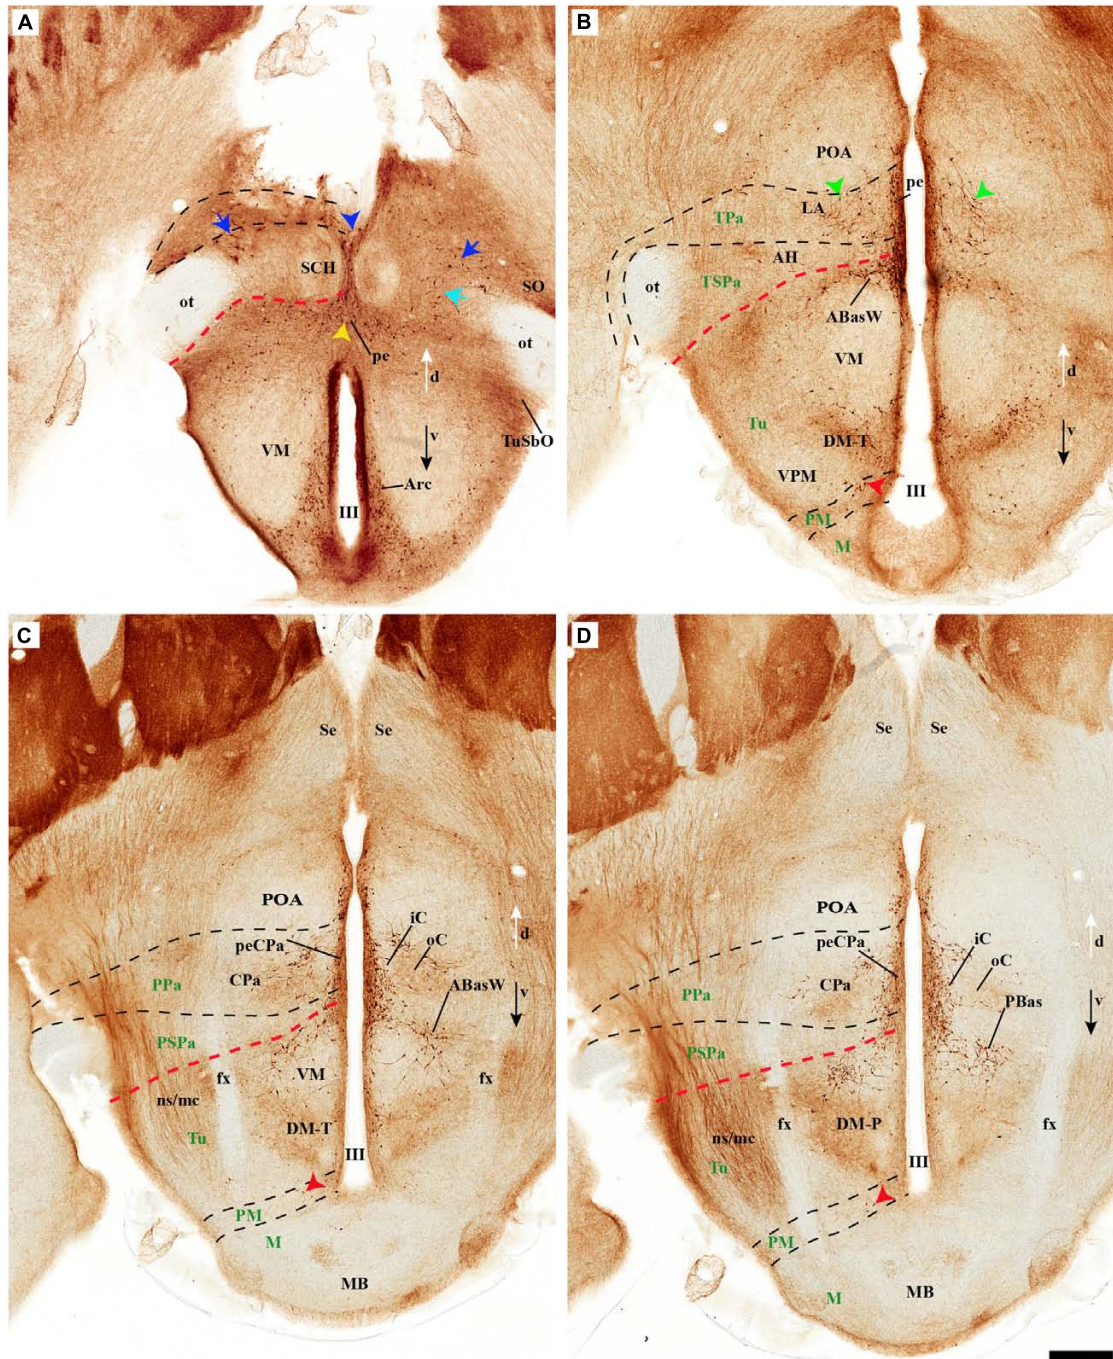 A
SCH
SO
ot
ot
pe
d
v
TuSbO
VM
Arc
III
B
POA
pe
LA
TPa
AH
ot
TSPa
ABasW
VM
d
Tu
v
DM-T
VPM
III
PM
M
C
Se Se
POA
iC
d
peCPa
oC
PPa
CPa
ABasW
v
PSPa
VM
fx
fx
ns/mc
Tu
DM-T
III
PM
M
MB
D
Se Se
POA
iC
d
peCPa
oC
PPa
CPa
PBas
v
PSPa
fx
DM-P
fx
ns/mc
Tu
III
PM
M
MB